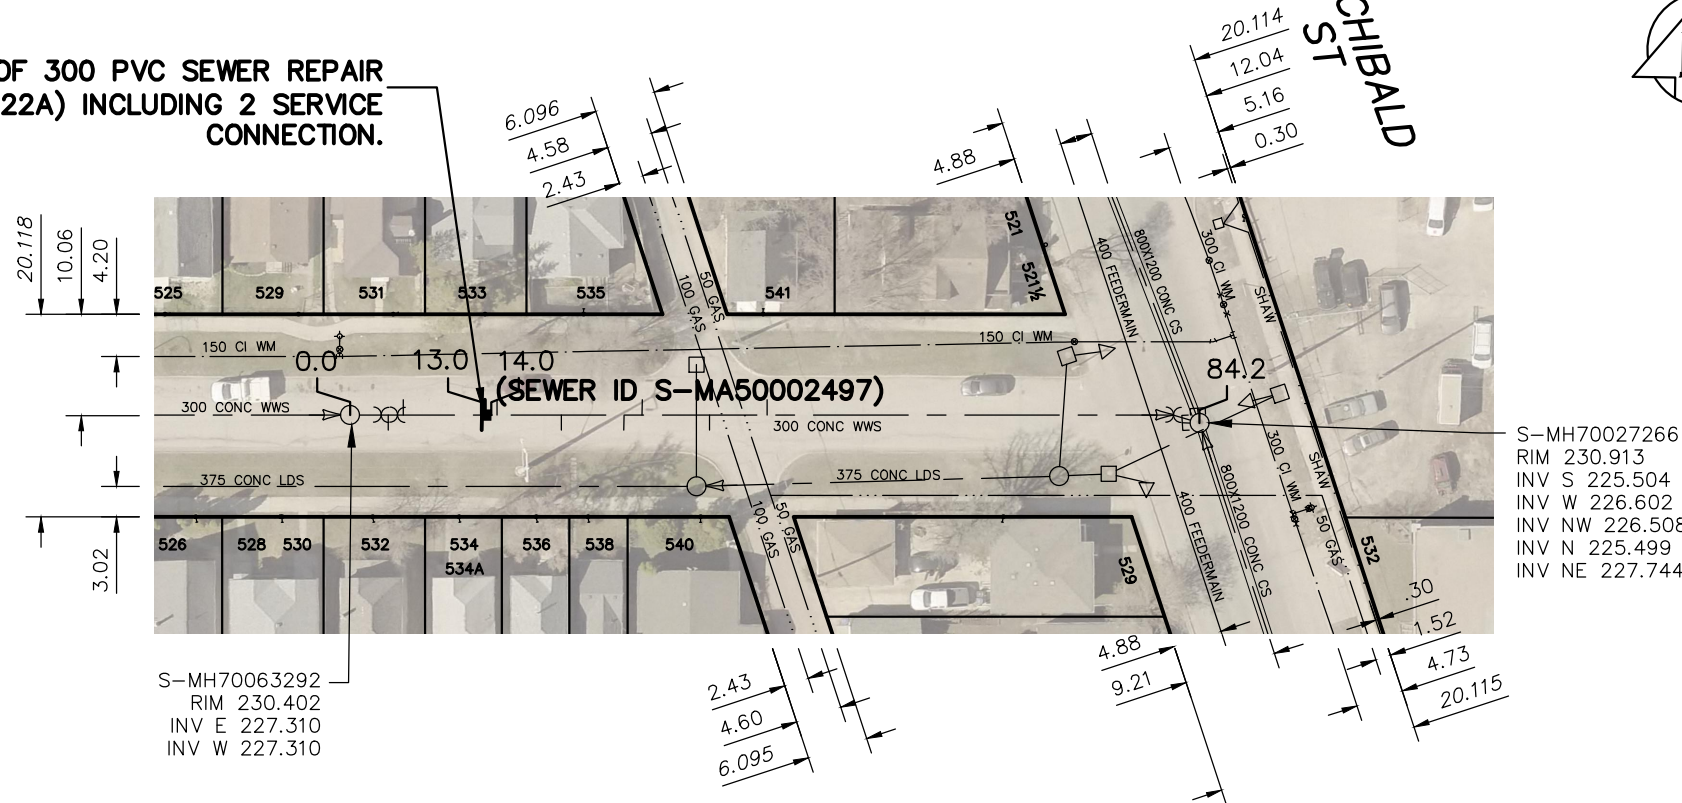 OF 300 PVC SEWER REPAIR
22A) INCLUDING 2 SERVICE
CONNECTION.
CHIBALD
ST
6.096
4.58
2.43
4.88
20.114
12.04
5.16
0.30
20.118
10.06
4.20
3.02
525
529
531
533
535
541
521
521½
50 GAS
100 GAS
400 FEEDERMAIN
800X1200 CONC CS
300 CI WM
SHAW
150 CI WM
150 CI WM
0.0
13.0
14.0
(SEWER ID S-MA50002497)
84.2
300 CONC WWS
300 CONC WWS
375 CONC LDS
375 CONC LDS
300 CI WM
SHAW
50 GAS
100 GAS
50 GAS
400 FEEDERMAIN
800X1200 CONC CS
526
528
530
532
534
534A
536
538
540
529
532
S-MH70027266
RIM 230.913
INV S 225.504
INV W 226.602
INV NW 226.508
INV N 225.499
INV NE 227.744
S-MH70063292
RIM 230.402
INV E 227.310
INV W 227.310
2.43
4.60
6.095
4.88
9.21
.30
1.52
4.73
20.115